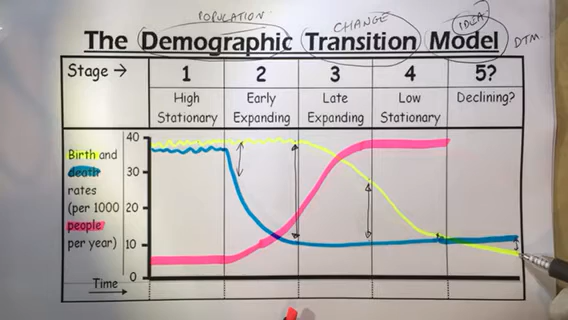 POPULATION
CHANGE
IDEA
The Demographic Transition Model
DTM
Stage → 1 2 3 4 5?
High Stationary Early Expanding Late Expanding Low Stationary Declining?
Birth and
death
rates
(per 1000
people
per year)
40
30
20
10
0
Time →